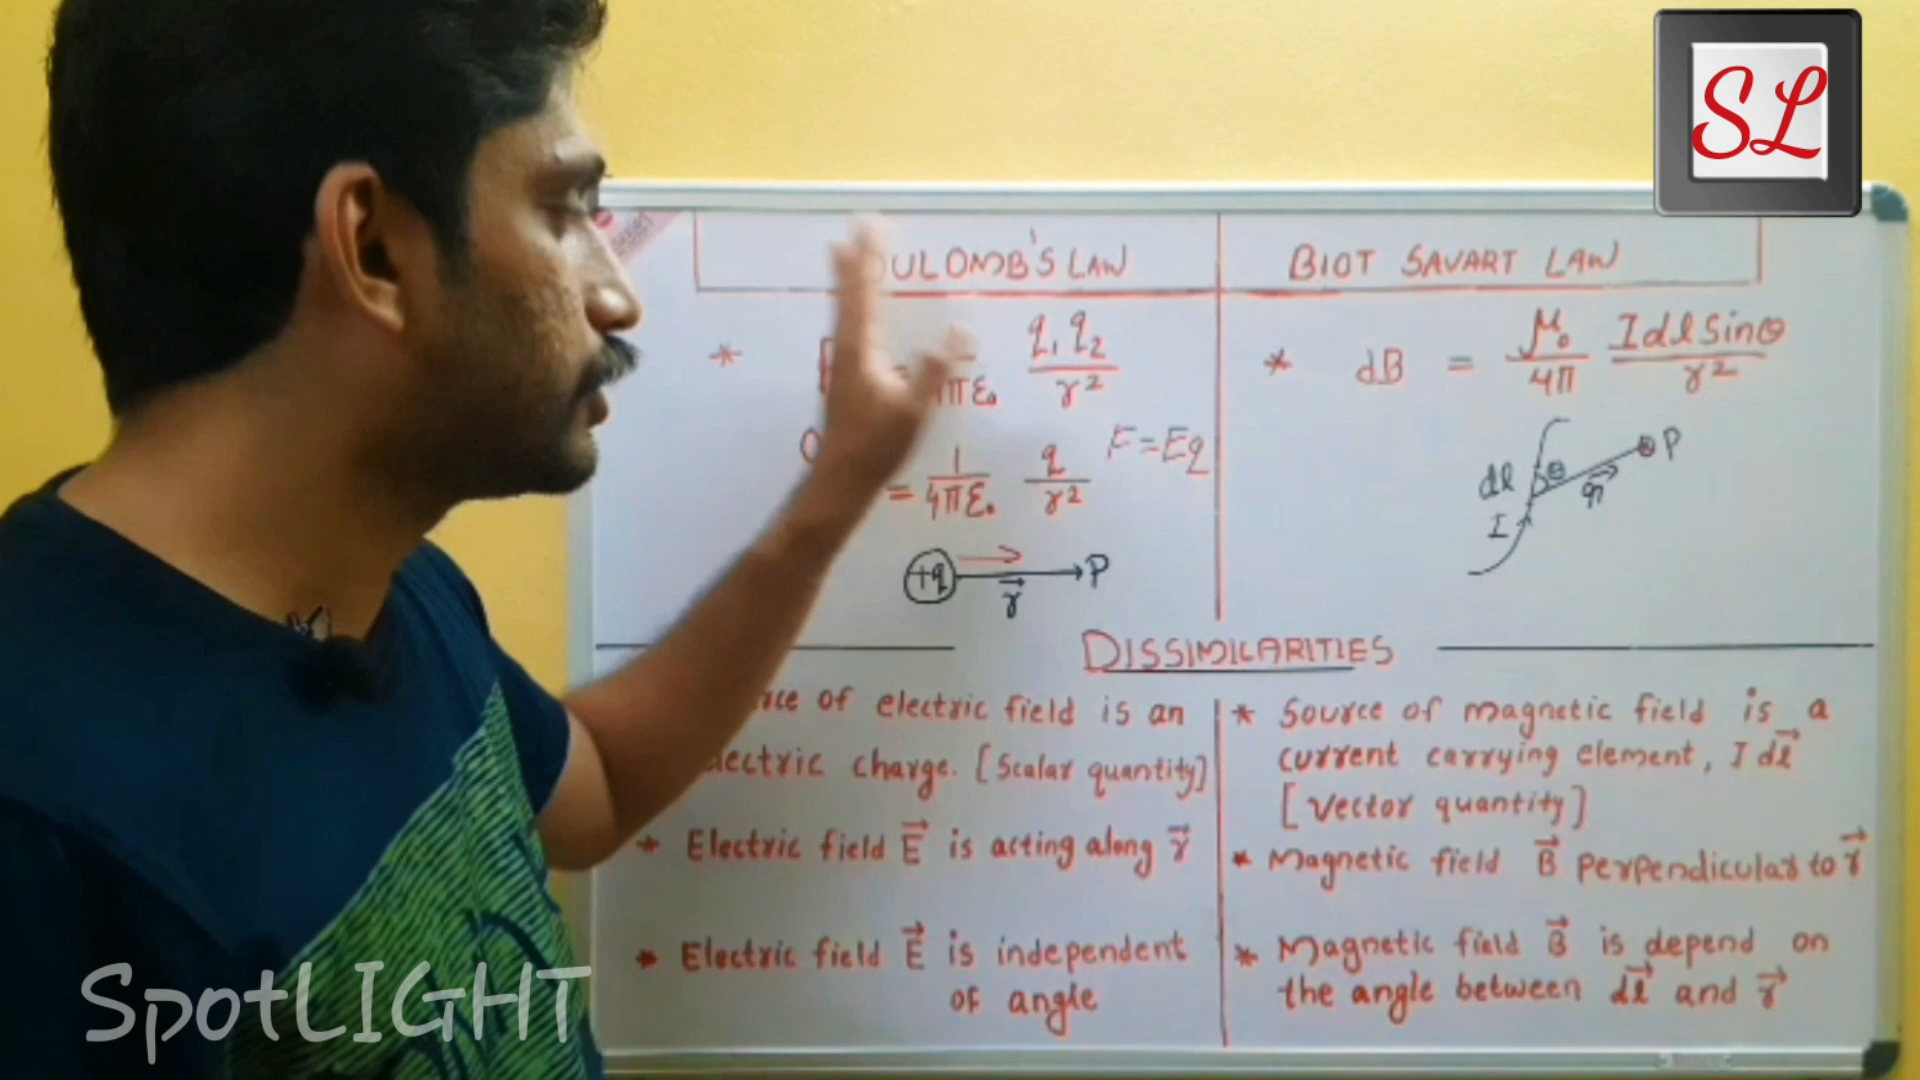 SL
OULOMB'S LAW
BIOT SAVART LAW
* = πε₀ q₁q₂/r²
* dB = μ₀/4π Idl Sinθ/r²
= 1/4πε₀ q/r² F=Eq
dl θ r⃗ P
I
+q r⃗ P
DISSIMILARITIES
of electric field is an
charge. [Scalar quantity]
* Electric field E⃗ is acting along r⃗
* Electric field E⃗ is independent
of angle
* Source of magnetic field is a
current carrying element, I dl⃗
[Vector quantity]
* Magnetic field B⃗ perpendicular to r⃗
* Magnetic field B⃗ is depend on
the angle between dl⃗ and r⃗
SpotLIGHT